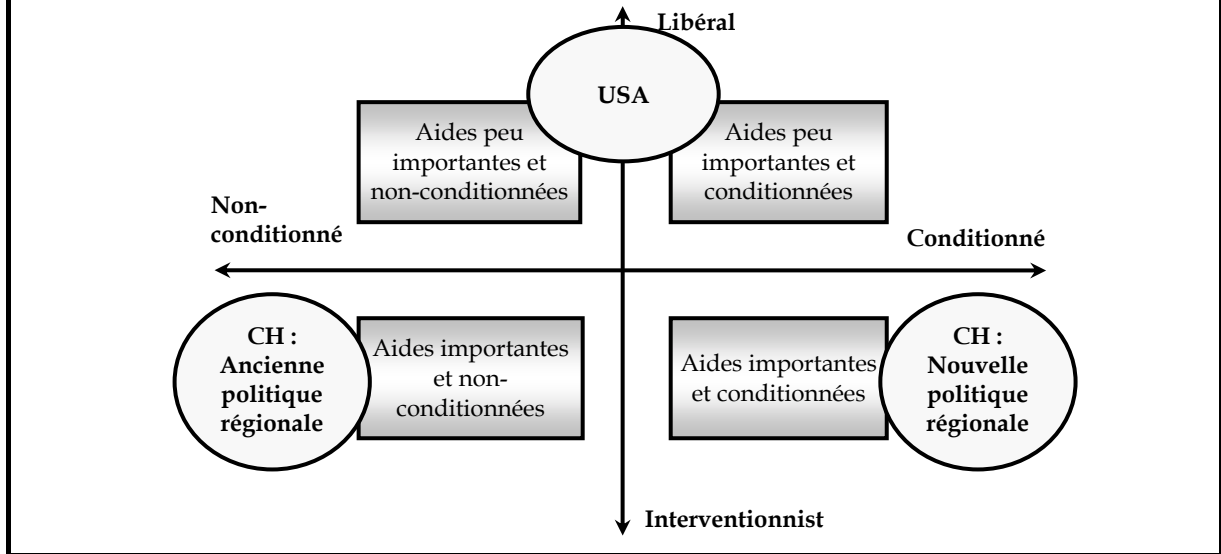 Libéral
USA
Aides peu
importantes et
non-conditionnées
Aides peu
importantes et
conditionnées
Non-
conditionné
Conditionné
CH :
Ancienne
politique
régionale
Aides importantes
et non-
conditionnées
Aides importantes
et conditionnées
CH :
Nouvelle
politique
régionale
Interventionnist